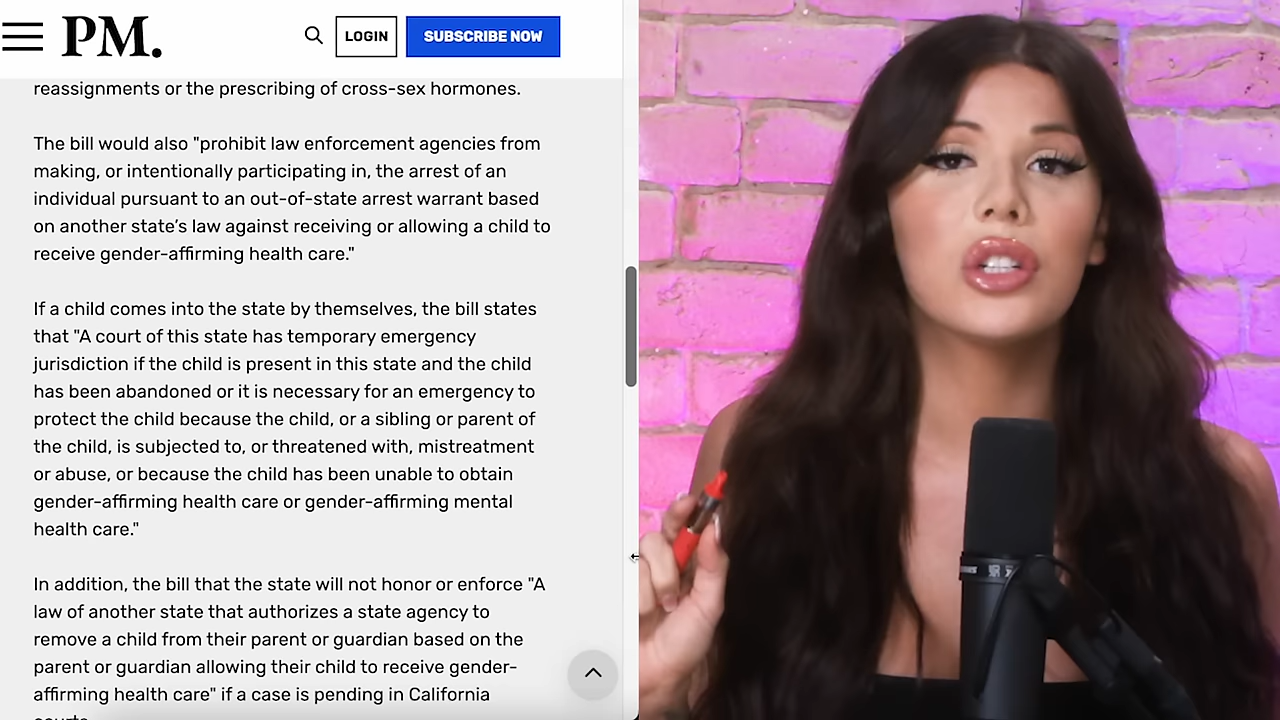 PM.
LOGIN
SUBSCRIBE NOW
reassignments or the prescribing of cross-sex hormones.
The bill would also "prohibit law enforcement agencies from
making, or intentionally participating in, the arrest of an
individual pursuant to an out-of-state arrest warrant based
on another state’s law against receiving or allowing a child to
receive gender-affirming health care."
If a child comes into the state by themselves, the bill states
that "A court of this state has temporary emergency
jurisdiction if the child is present in this state and the child
has been abandoned or it is necessary for an emergency to
protect the child because the child, or a sibling or parent of
the child, is subjected to, or threatened with, mistreatment
or abuse, or because the child has been unable to obtain
gender-affirming health care or gender-affirming mental
health care."
In addition, the bill that the state will not honor or enforce "A
law of another state that authorizes a state agency to
remove a child from their parent or guardian based on the
parent or guardian allowing their child to receive gender-
affirming health care" if a case is pending in California